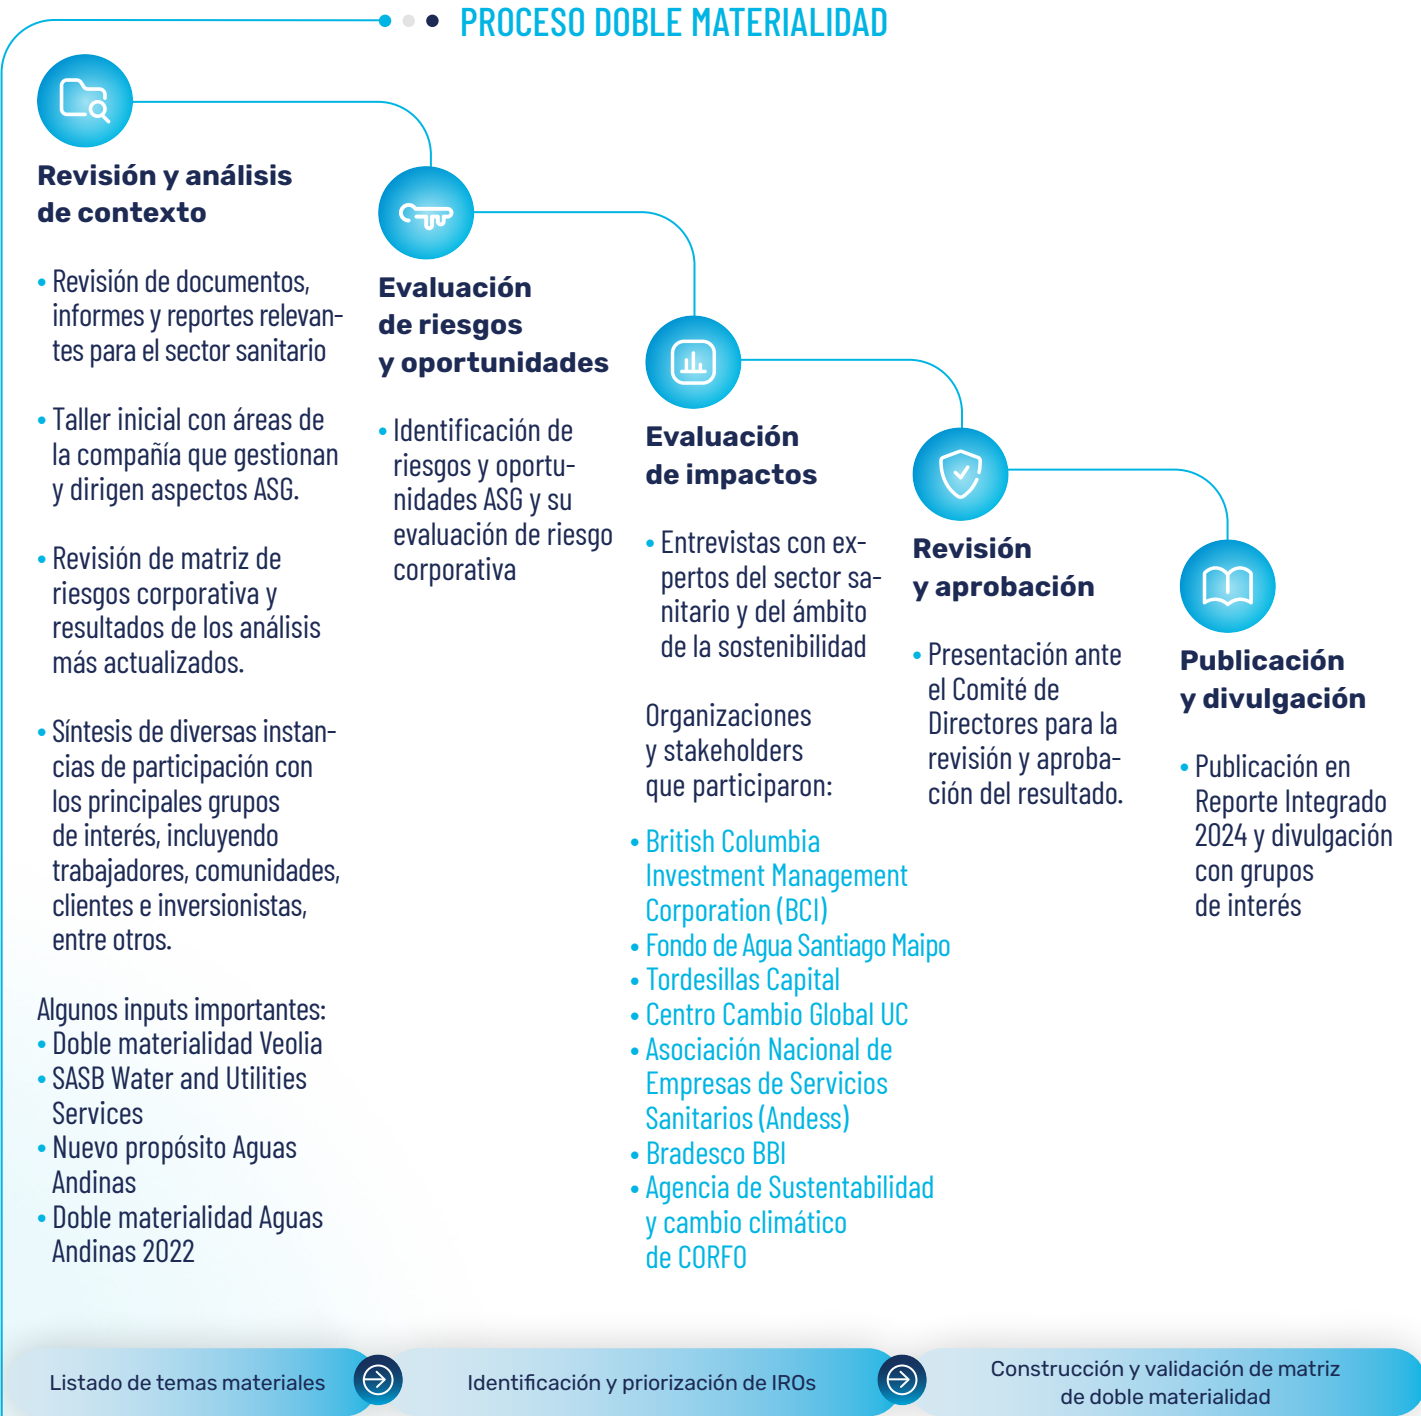 PROCESO DOBLE MATERIALIDAD
Revisión y análisis
de contexto
• Revisión de documentos,
informes y reportes relevan-
tes para el sector sanitario
• Taller inicial con áreas de
la compañía que gestionan
y dirigen aspectos ASG.
• Revisión de matriz de
riesgos corporativa y
resultados de los análisis
más actualizados.
• Síntesis de diversas instan-
cias de participación con
los principales grupos
de interés, incluyendo
trabajadores, comunidades,
clientes e inversionistas,
entre otros.
Algunos inputs importantes:
• Doble materialidad Veolia
• SASB Water and Utilities
Services
• Nuevo propósito Aguas
Andinas
• Doble materialidad Aguas
Andinas 2022
Evaluación
de riesgos
y oportunidades
• Identificación de
riesgos y oportu-
nidades ASG y su
evaluación de riesgo
corporativa
Evaluación
de impactos
• Entrevistas con ex-
pertos del sector sa-
nitario y del ámbito
de la sostenibilidad
Organizaciones
y stakeholders
que participaron:
• British Columbia
Investment Management
Corporation (BCI)
• Fondo de Agua Santiago Maipo
• Tordesillas Capital
• Centro Cambio Global UC
• Asociación Nacional de
Empresas de Servicios
Sanitarios (Andess)
• Bradesco BBI
• Agencia de Sustentabilidad
y cambio climático
de CORFO
Revisión
y aprobación
• Presentación ante
el Comité de
Directores para la
revisión y aproba-
ción del resultado.
Publicación
y divulgación
• Publicación en
Reporte Integrado
2024 y divulgación
con grupos
de interés
Listado de temas materiales
Identificación y priorización de IROs
Construcción y validación de matriz
de doble materialidad